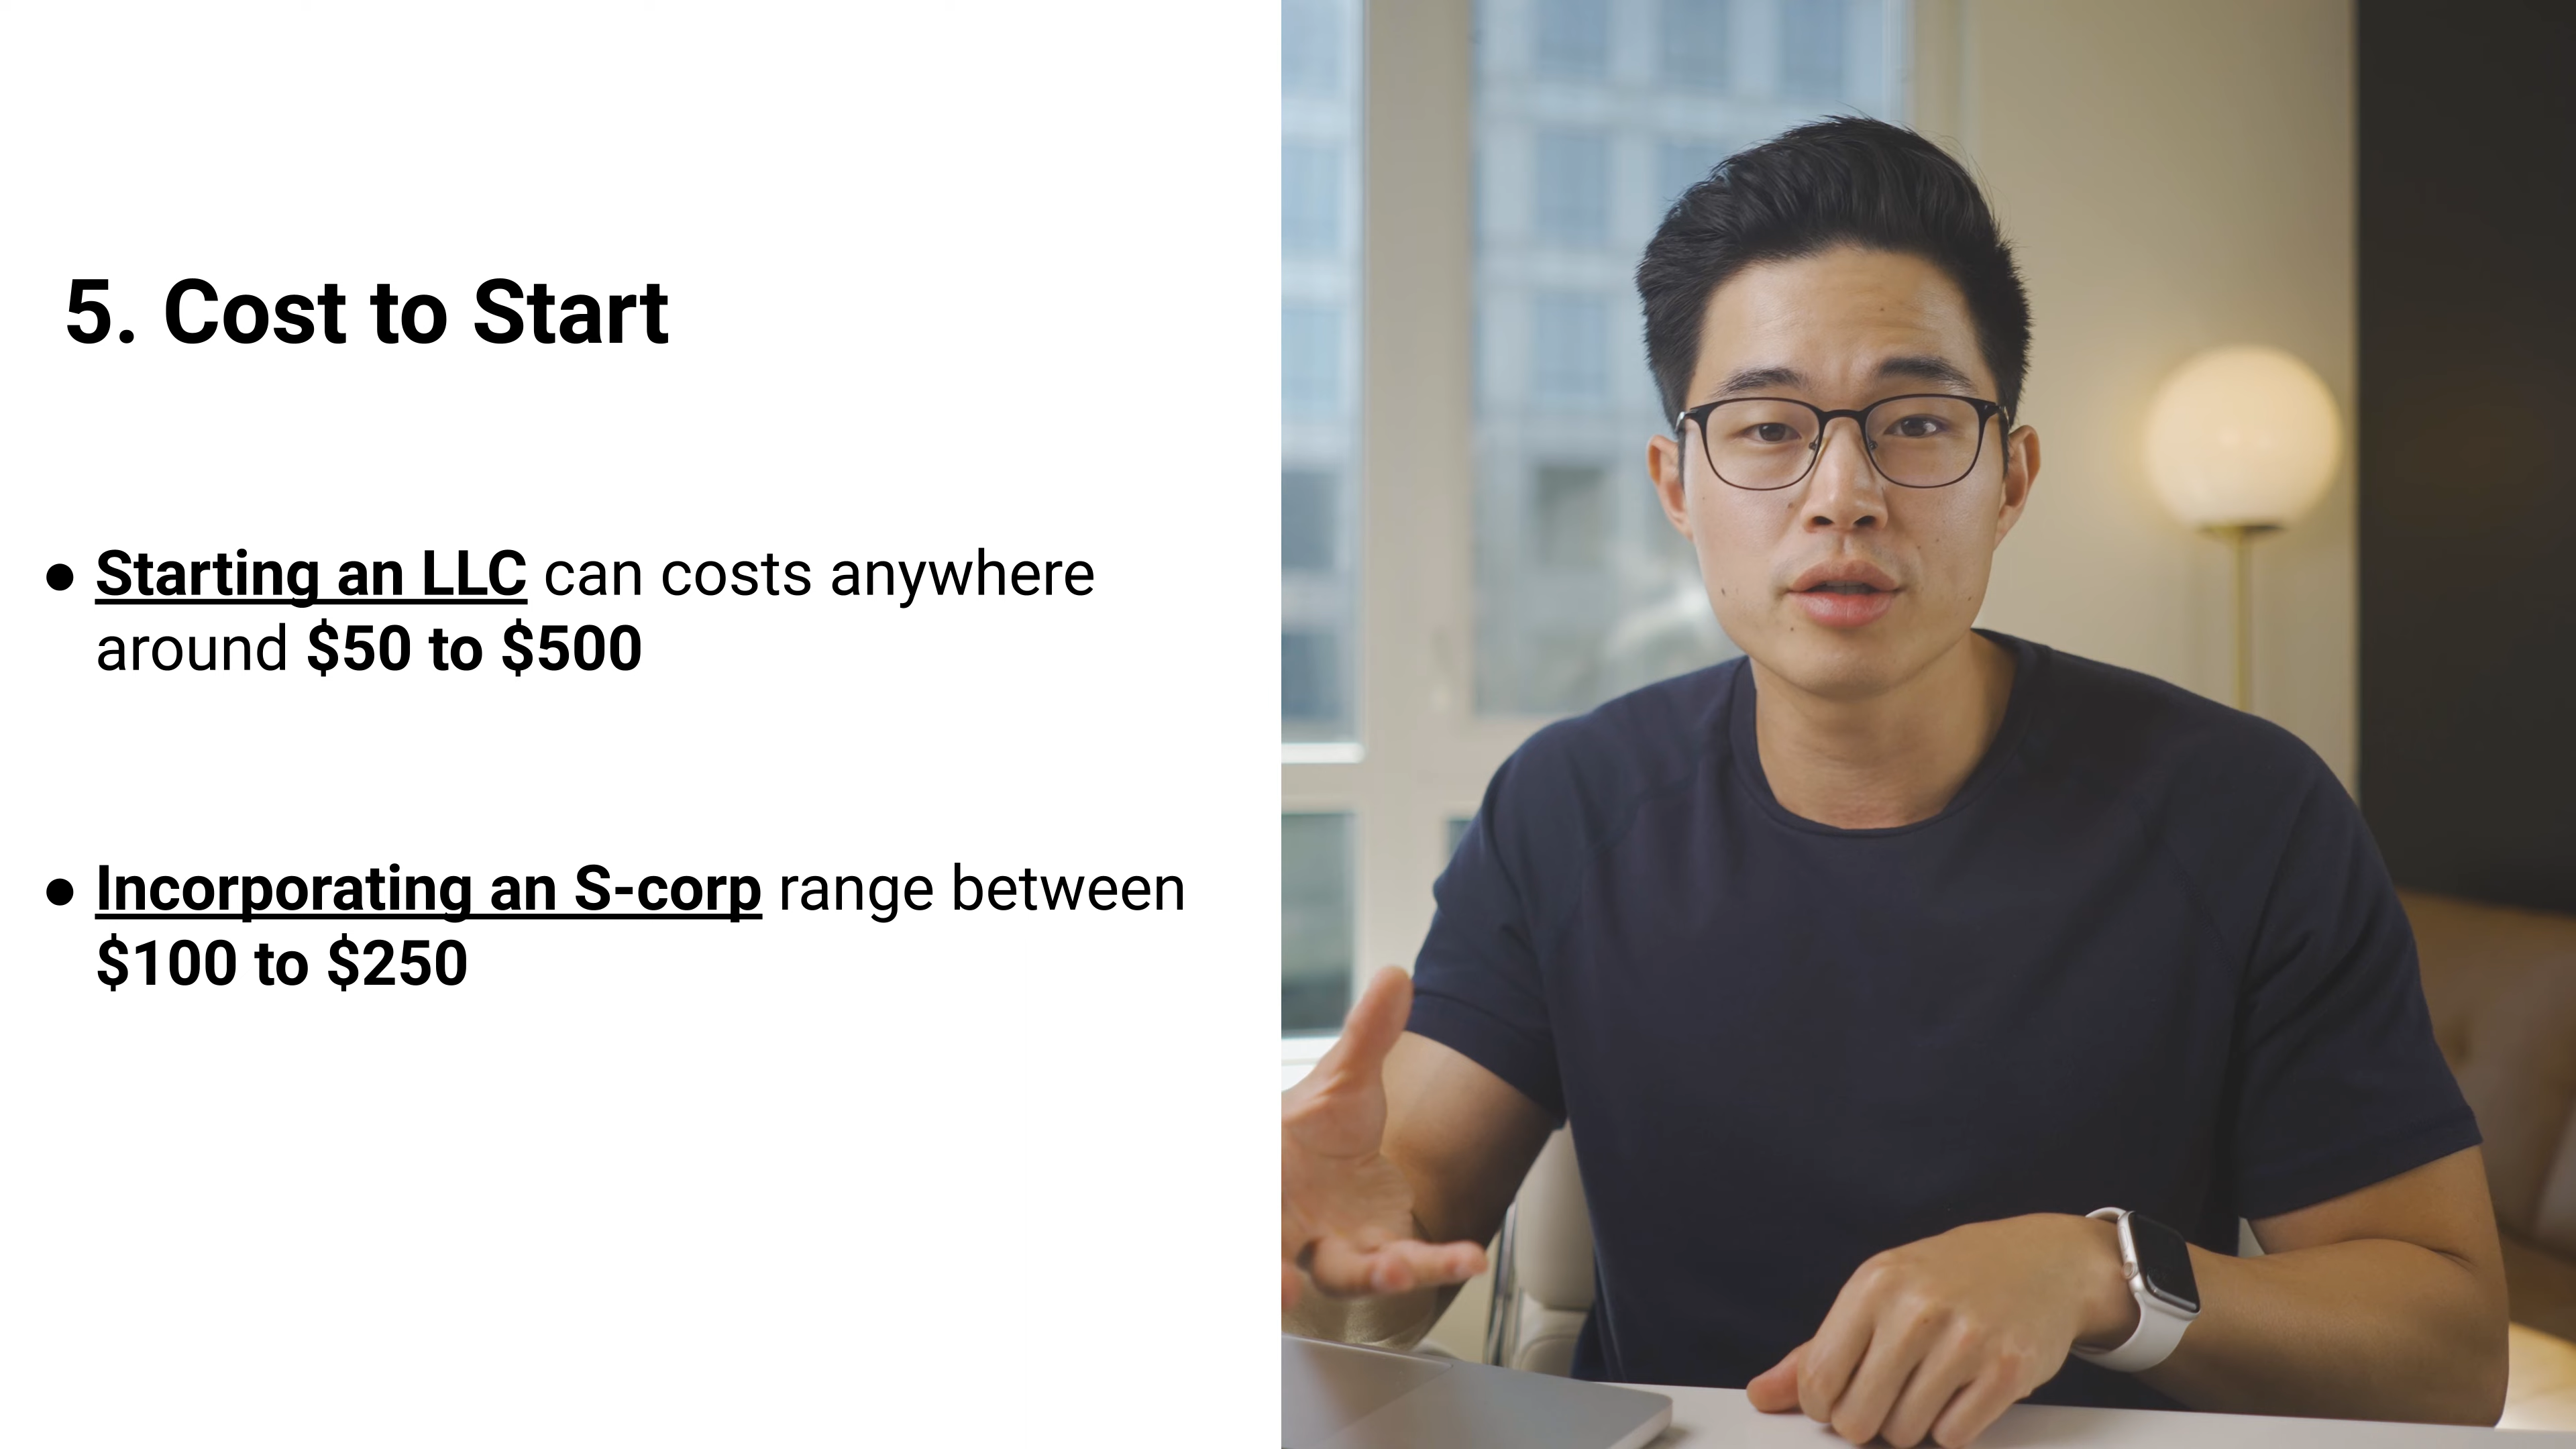 5. Cost to Start
● Starting an LLC can costs anywhere
around $50 to $500
● Incorporating an S-corp range between
$100 to $250